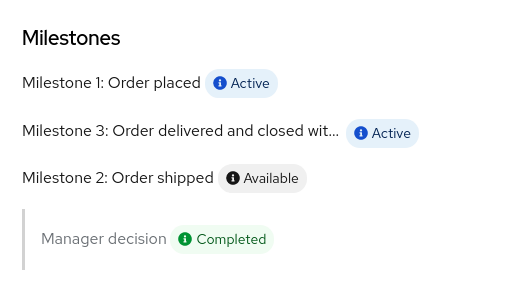 Milestones
Milestone 1: Order placed Active
Milestone 3: Order delivered and closed wit... Active
Milestone 2: Order shipped Available
Manager decision Completed